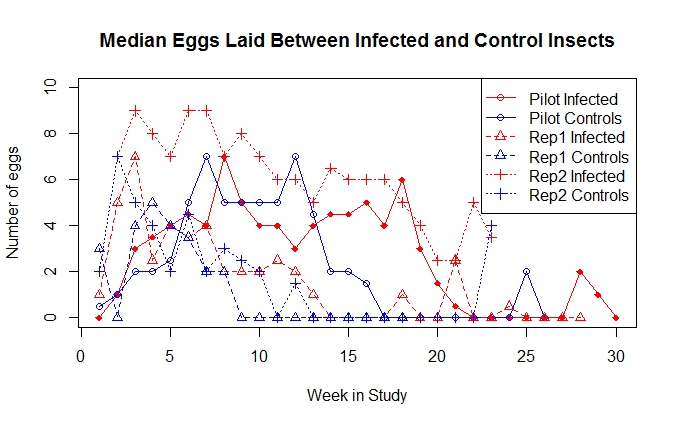 Median Eggs Laid Between Infected and Control Insects
Number of eggs
10
8
6
4
2
0
Pilot Infected
Pilot Controls
Rep1 Infected
Rep1 Controls
Rep2 Infected
Rep2 Controls
0 5 10 15 20 25 30
Week in Study